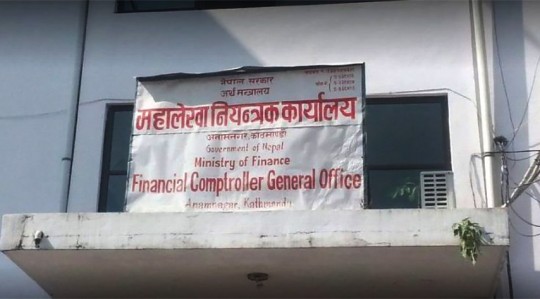 नेपाल सरकार
अर्थ मन्त्रालय
महालेखा नियन्त्रक कार्यालय
अनामनगर, काठमाण्डौ
Government of Nepal
Ministry of Finance
Financial Comptroller General Office
Anamnagar, Kathmandu